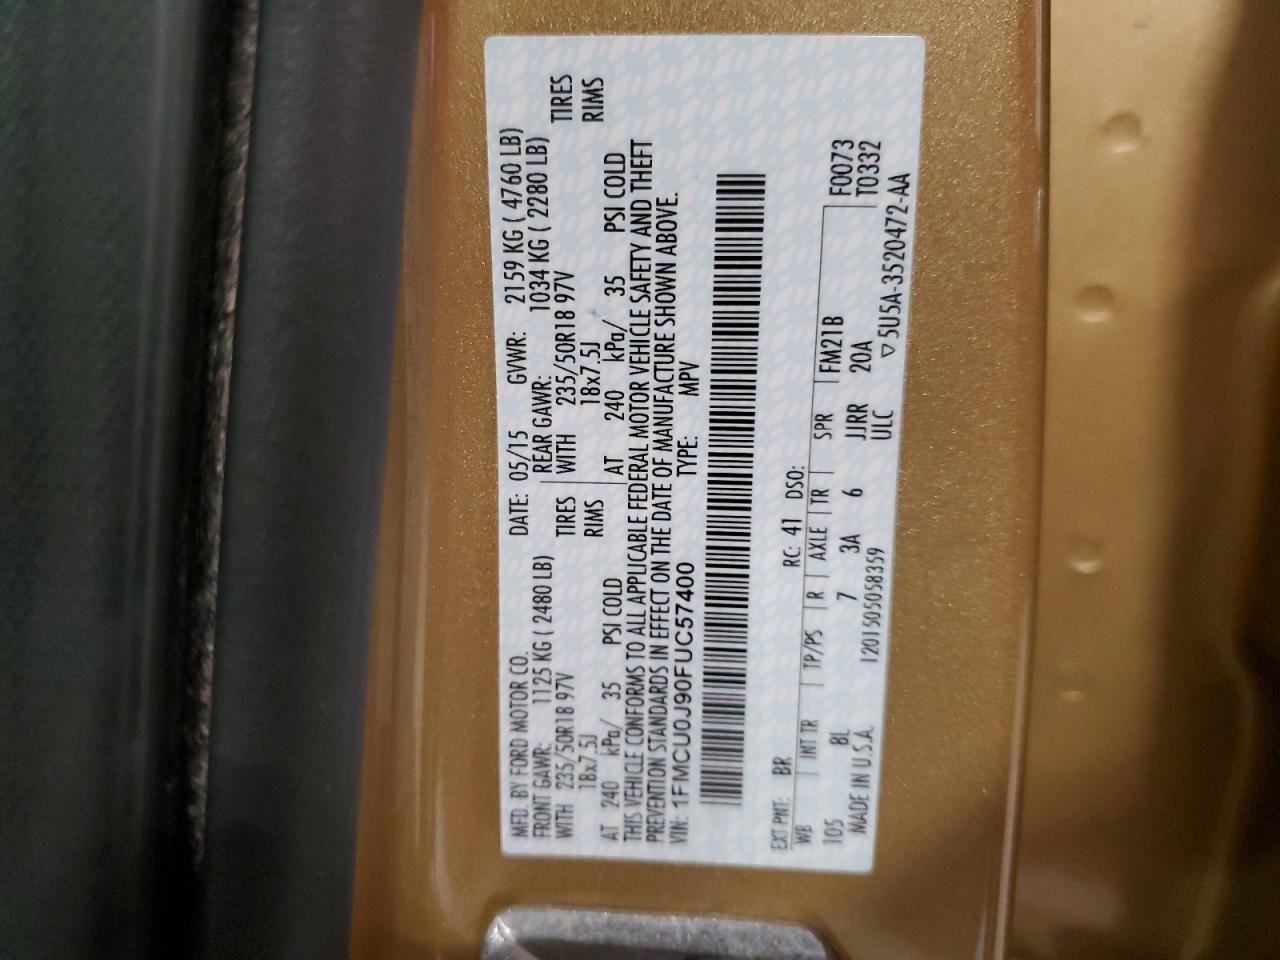 MFD. BY FORD MOTOR CO. DATE: 05/15 GVWR: 2159 KG ( 4760 LB)
FRONT GAWR: 1125 KG ( 2480 LB) REAR GAWR: 1034 KG ( 2280 LB)
WITH 235/50R18 97V TIRES WITH 235/50R18 97V TIRES
18x7.5J RIMS 18x7.5J RIMS
AT 240 kPa/ 35 PSI COLD AT 240 kPa/ 35 PSI COLD
THIS VEHICLE CONFORMS TO ALL APPLICABLE FEDERAL MOTOR VEHICLE SAFETY AND THEFT
PREVENTION STANDARDS IN EFFECT ON THE DATE OF MANUFACTURE SHOWN ABOVE.
VIN: 1FMCU0J90FUC57400 TYPE: MPV
EXT PNT: BR RC: 41 DSO:
WB INT TR TP/PS R AXLE TR SPR FM21B F0073
105 8L 7 3A 6 JJRR 20A T0332
MADE IN U.S.A. 120150505058359 ULC ▽5U5A-3520472-AA